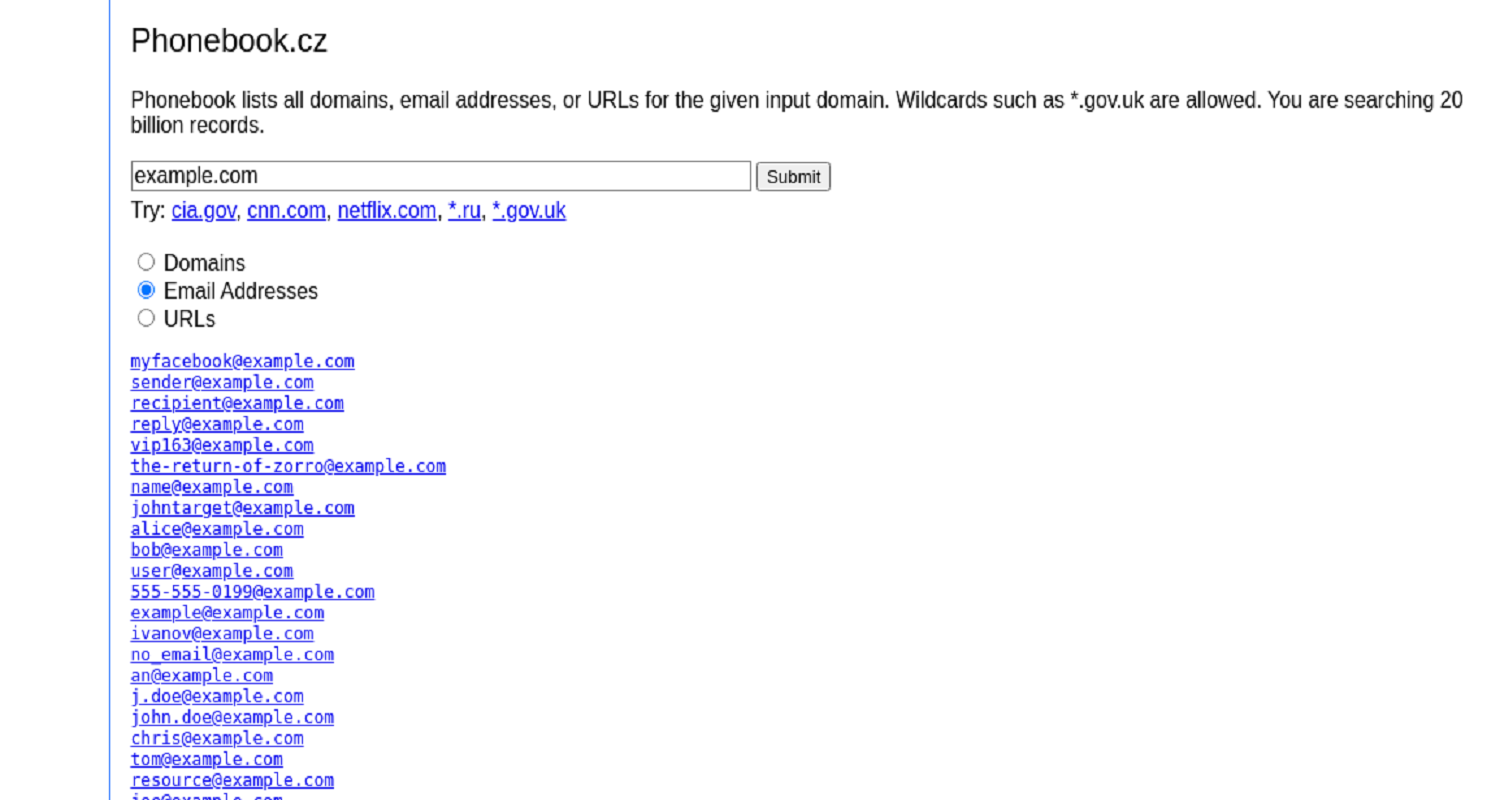 Phonebook.cz
Phonebook lists all domains, email addresses, or URLs for the given input domain. Wildcards such as *.gov.uk are allowed. You are searching 20
billion records.
example.com Submit
Try: cia.gov, cnn.com, netflix.com, *.ru, *.gov.uk
Domains
Email Addresses
URLs
myfacebook@example.com
sender@example.com
recipient@example.com
reply@example.com
vip163@example.com
the-return-of-zorro@example.com
name@example.com
johntarget@example.com
alice@example.com
bob@example.com
user@example.com
555-555-0199@example.com
example@example.com
ivanov@example.com
no_email@example.com
an@example.com
j.doe@example.com
john.doe@example.com
chris@example.com
tom@example.com
resource@example.com